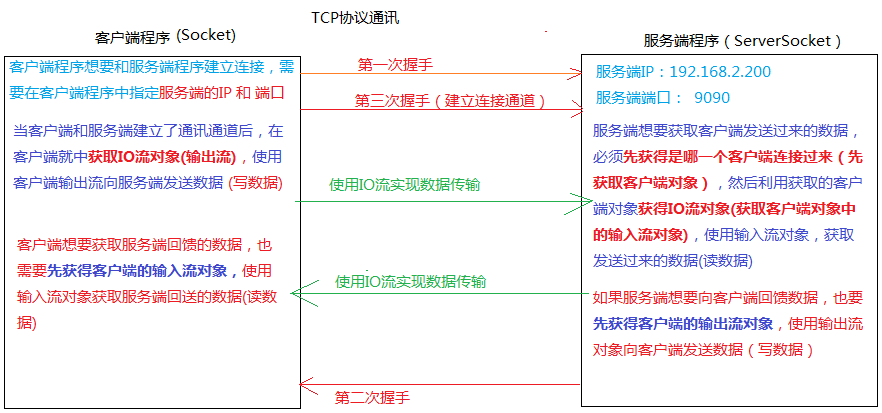 TCP协议通讯
客户端程序 (Socket)
客户端程序想要和服务端程序建立连接，需
要在客户端程序中指定服务端的IP 和 端口
当客户端和服务端建立了通讯通道后，在
客户端就中获取IO流对象(输出流)，使用
客户端输出流向服务端发送数据 (写数据)
客户端想要获取服务端回馈的数据，也
需要先获得客户端的输入流对象，使用
输入流对象获取服务端回送的数据(读数
据)
第一次握手
第三次握手（建立连接通道）
使用IO流实现数据传输
使用IO流实现数据传输
第二次握手
服务端程序（ServerSocket）
服务端IP：192.168.2.200
服务端端口： 9090
服务端想要获取客户端发送过来的数据，
必须先获得是哪一个客户端连接过来（先
获取客户端对象），然后利用获取的客户
端对象获得IO流对象(获取客户端对象中
的输入流对象)，使用输入流对象，获取
发送过来的数据(读数据)
如果服务端想要向客户端回馈数据，也要
先获得客户端的输出流对象，使用输出流
对象向客户端发送数据（写数据）